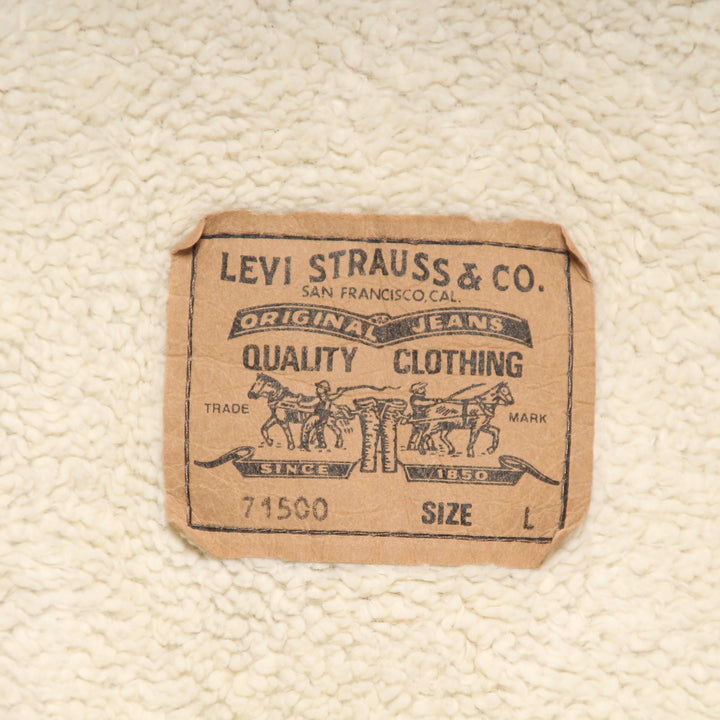 LEVI STRAUSS & CO.
SAN FRANCISCO, CAL.
ORIGINAL JEANS
QUALITY CLOTHING
TRADE MARK
SINCE 1850
71500 SIZE L